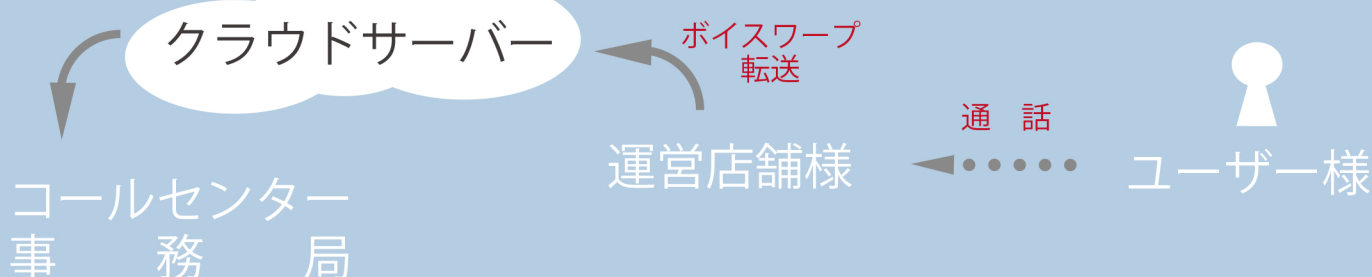 クラウドサーバー
ボイスワープ
転送
通　話
運営店舗様
ユーザー様
コールセンター
事　務　局